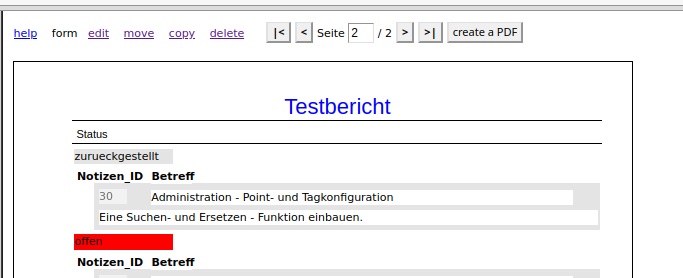 help form edit move copy delete |< < Seite 2 / 2 > >| create a PDF
Testbericht
Status
zurueckgestellt
Notizen_ID Betreff
30 Administration - Point- und Tagkonfiguration
Eine Suchen- und Ersetzen - Funktion einbauen.
offen
Notizen_ID Betreff